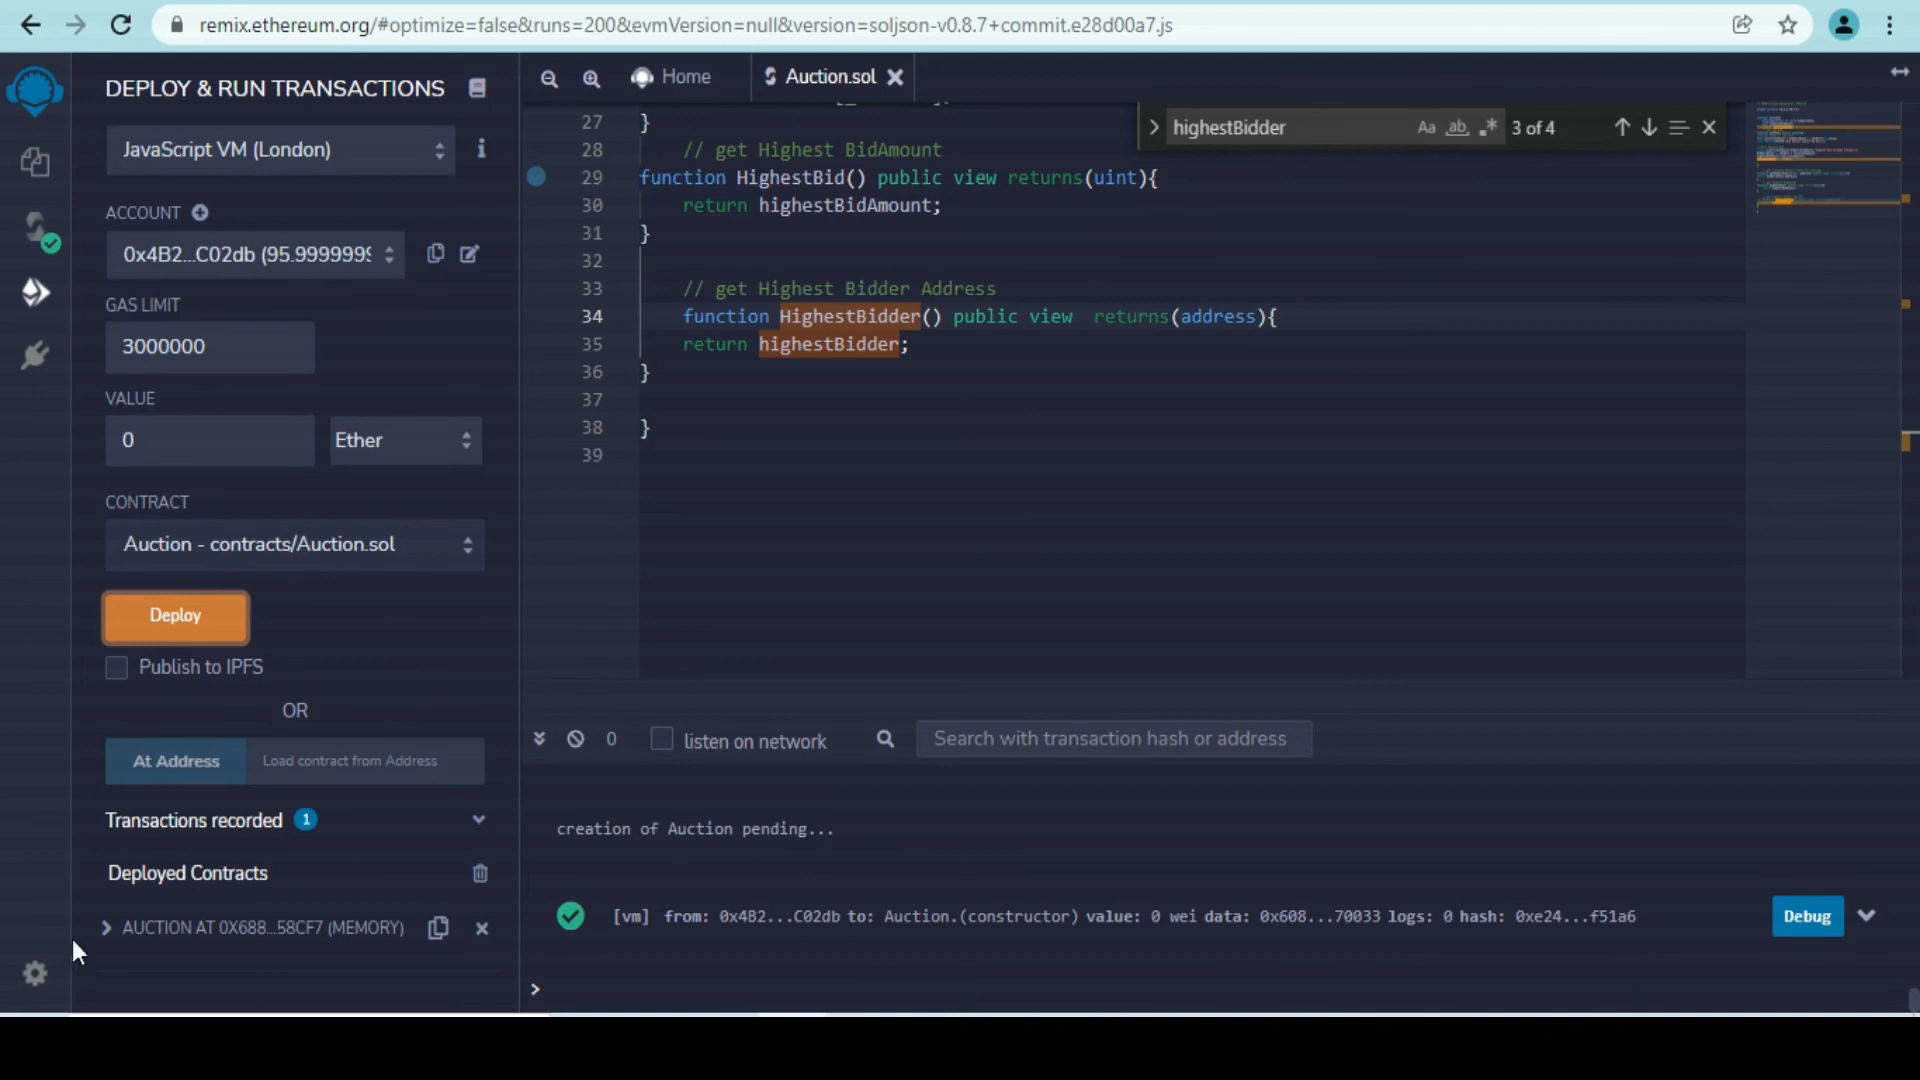 remix.ethereum.org/#optimize=false&runs=200&evmVersion=null&version=soljson-v0.8.7+commit.e28d00a7.js
DEPLOY & RUN TRANSACTIONS
JavaScript VM (London)
ACCOUNT
0x4B2...C02db (95.9999999
GAS LIMIT
3000000
VALUE
0
Ether
CONTRACT
Auction - contracts/Auction.sol
Deploy
Publish to IPFS
OR
At Address
Load contract from Address
Transactions recorded 1
Deployed Contracts
AUCTION AT 0X688...58CF7 (MEMORY)
Home
Auction.sol
highestBidder
Aa
ab
3 of 4
27 }
28 // get Highest BidAmount
29 function HighestBid() public view returns(uint){
30 return highestBidAmount;
31 }
32
33 // get Highest Bidder Address
34 function HighestBidder() public view returns(address){
35 return highestBidder;
36 }
37
38 }
39
0
listen on network
Search with transaction hash or address
creation of Auction pending...
[vm] from: 0x4B2...C02db to: Auction.(constructor) value: 0 wei data: 0x608...70033 logs: 0 hash: 0xe24...f51a6
Debug
>